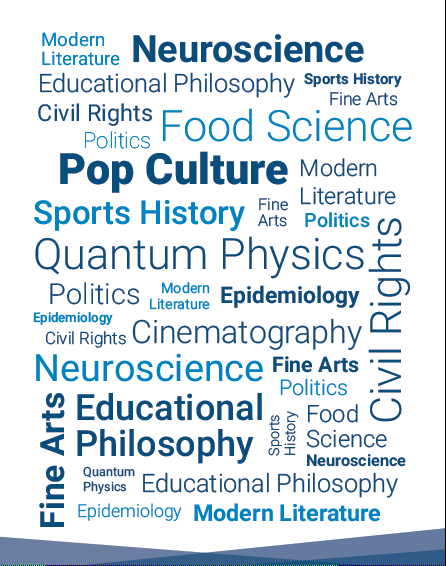 Modern
Literature
Neuroscience
Educational Philosophy
Sports History
Fine Arts
Civil Rights
Politics
Food Science
Pop Culture
Modern
Literature
Sports History
Fine
Arts
Politics
Quantum Physics
Civil Rights
Politics
Modern
Literature
Epidemiology
Epidemiology
Civil Rights
Cinematography
Neuroscience
Fine Arts
Politics
Fine Arts
Educational
Philosophy
Sports
History
Food
Science
Neuroscience
Quantum
Physics
Educational Philosophy
Epidemiology
Modern Literature